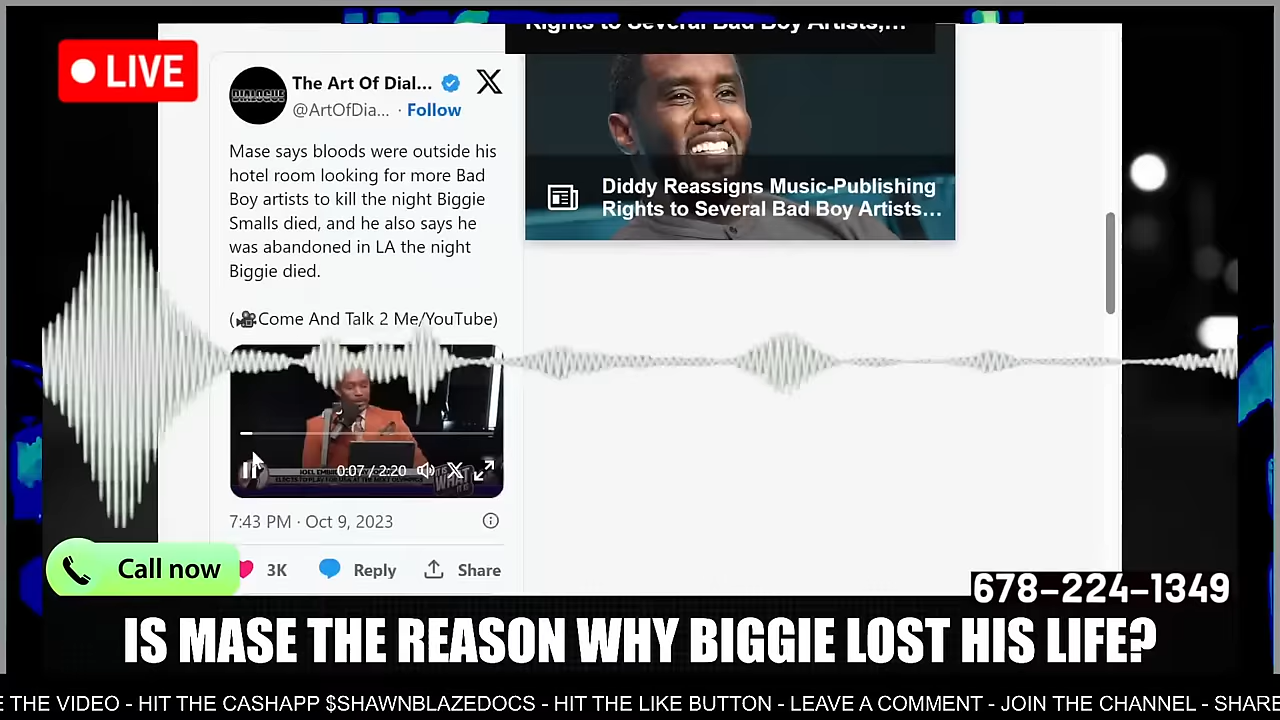 Rights to Several Bad Boy Artists,...
LIVE
The Art Of Dial...
DIALOGUE
@ArtOfDia... · Follow
Mase says bloods were outside his
hotel room looking for more Bad
Boy artists to kill the night Biggie
Smalls died, and he also says he
was abandoned in LA the night
Biggie died.
(🎥Come And Talk 2 Me/YouTube)
Diddy Reassigns Music-Publishing
Rights to Several Bad Boy Artists...
0:07 / 2:20
WHAT
7:43 PM · Oct 9, 2023
3K
Reply
Share
Call now
678-224-1349
IS MASE THE REASON WHY BIGGIE LOST HIS LIFE?
E THE VIDEO - HIT THE CASHAPP $SHAWNBLAZEDOCS - HIT THE LIKE BUTTON - LEAVE A COMMENT - JOIN THE CHANNEL - SHARE